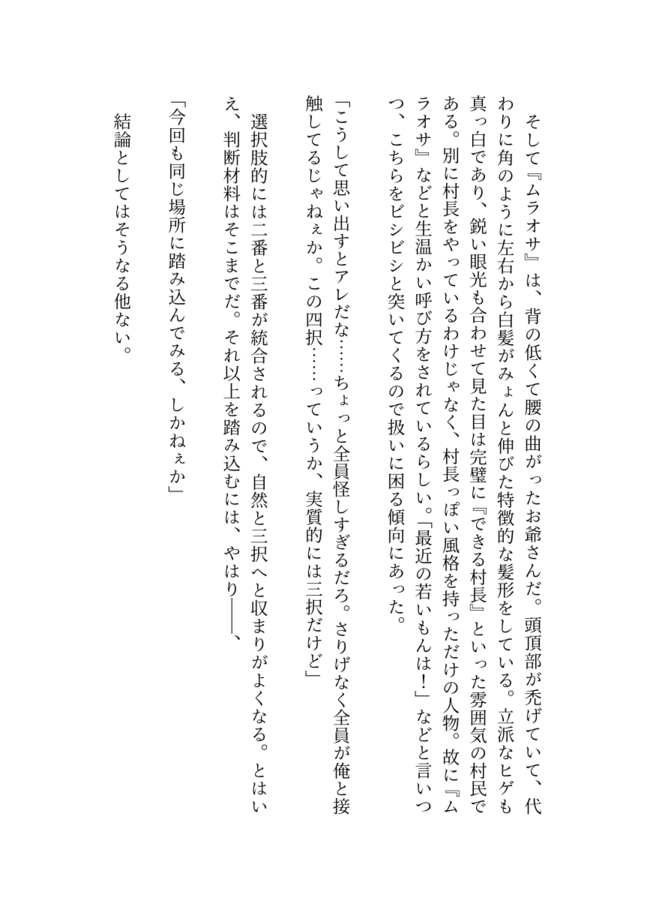 そして『ムラオサ』は、背の低くて腰の曲がったお爺さんだ。頭頂部が禿げていて、代
わりに角のように左右から白髪がみょんと伸びた特徴的な髪形をしている。立派なヒゲも
真っ白であり、鋭い眼光も合わせて見た目は完璧に『できる村長』といった雰囲気の村民で
ある。別に村長をやっているわけじゃなく、村長っぽい風格を持っただけの人物。故に『ム
ラオサ』などと生温かい呼び方をされているらしい。「最近の若いもんは！」などと言いつ
つ、こちらをビシビシと突いてくるので扱いに困る傾向にあった。
「こうして思い出すとアレだな……ちょっと全員怪しすぎるだろ。さりげなく全員が俺と接
触してるじゃねぇか。この四択……っていうか、実質的には三択だけど」
選択肢的には二番と三番が統合されるので、自然と三択へと収まりがよくなる。とはい
え、判断材料はそこまでだ。それ以上を踏み込むには、やはり――、
「今回も同じ場所に踏み込んでみる、しかねぇか」
結論としてはそうなる他ない。